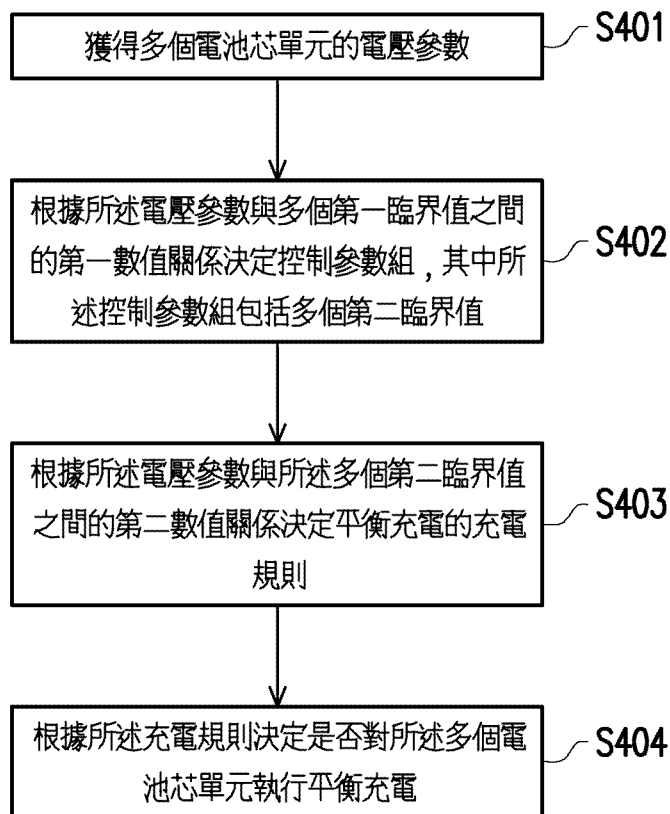 獲得多個電池芯單元的電壓參數
S401
根據所述電壓參數與多個第一臨界值之間
的第一數值關係決定控制參數組，其中所
述控制參數組包括多個第二臨界值
S402
根據所述電壓參數與所述多個第二臨界值
之間的第二數值關係決定平衡充電的充電
規則
S403
根據所述充電規則決定是否對所述多個電
池芯單元執行平衡充電
S404